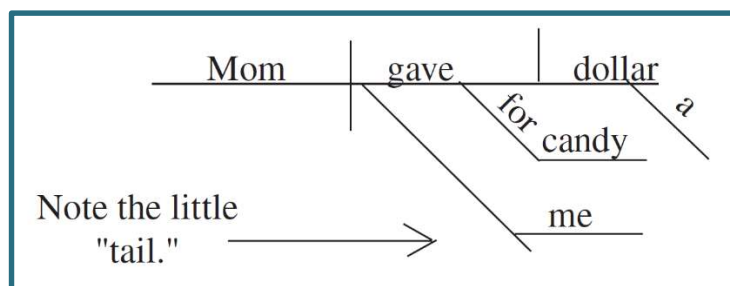 Mom gave dollar
for a
candy
me
Note the little
"tail."